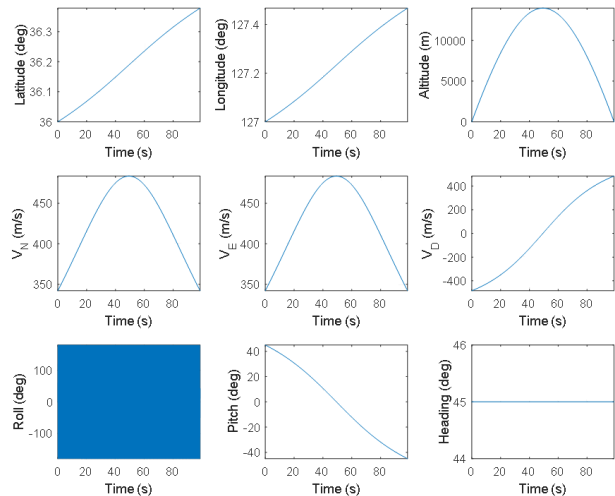 Latitude (deg)
36.3
36.2
36.1
36
0 20 40 60 80
Time (s)
Longitude (deg)
127.4
127.2
127
0 20 40 60 80
Time (s)
Altitude (m)
10000
5000
0
0 20 40 60 80
Time (s)
V_N (m/s)
450
400
350
0 20 40 60 80
Time (s)
V_E (m/s)
450
400
350
0 20 40 60 80
Time (s)
V_D (m/s)
400
200
0
-200
-400
0 20 40 60 80
Time (s)
Roll (deg)
100
0
-100
0 20 40 60 80
Time (s)
Pitch (deg)
40
20
0
-20
-40
0 20 40 60 80
Time (s)
Heading (deg)
46
45
44
0 20 40 60 80
Time (s)